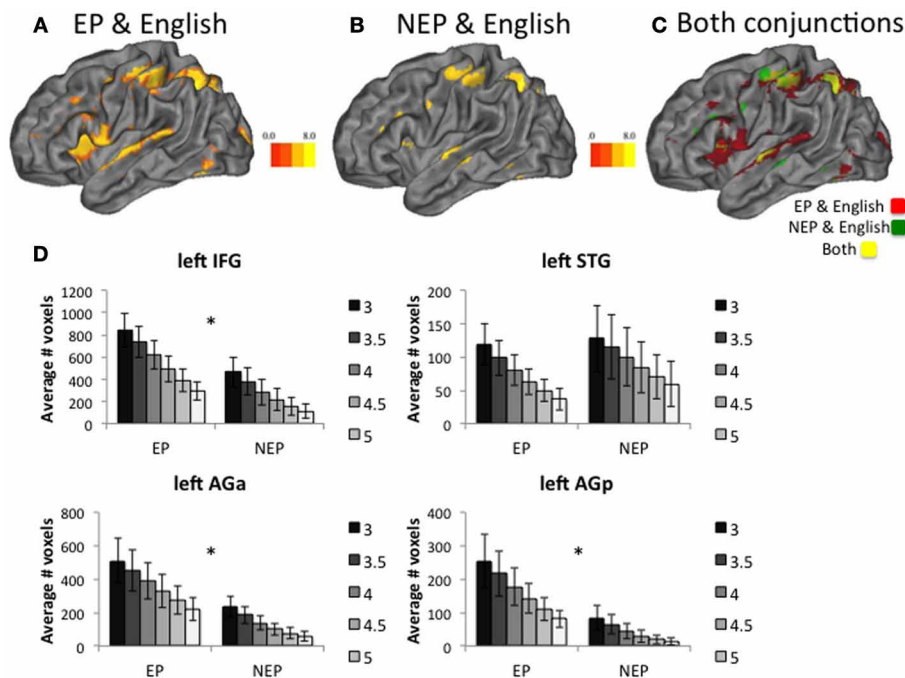 A EP & English B NEP & English C Both conjunctions
0.0 8.0
.0 8.0
EP & English
NEP & English
Both
D
left IFG
Average # voxels
1200
1000
800
600
400
200
0
*
EP NEP
3
3.5
4
4.5
5
left STG
Average # voxels
200
150
100
50
0
EP NEP
3
3.5
4
4.5
5
left AGa
Average # voxels
800
600
400
200
0
*
EP NEP
3
3.5
4
4.5
5
left AGp
Average # voxels
400
300
200
100
0
*
EP NEP
3
3.5
4
4.5
5